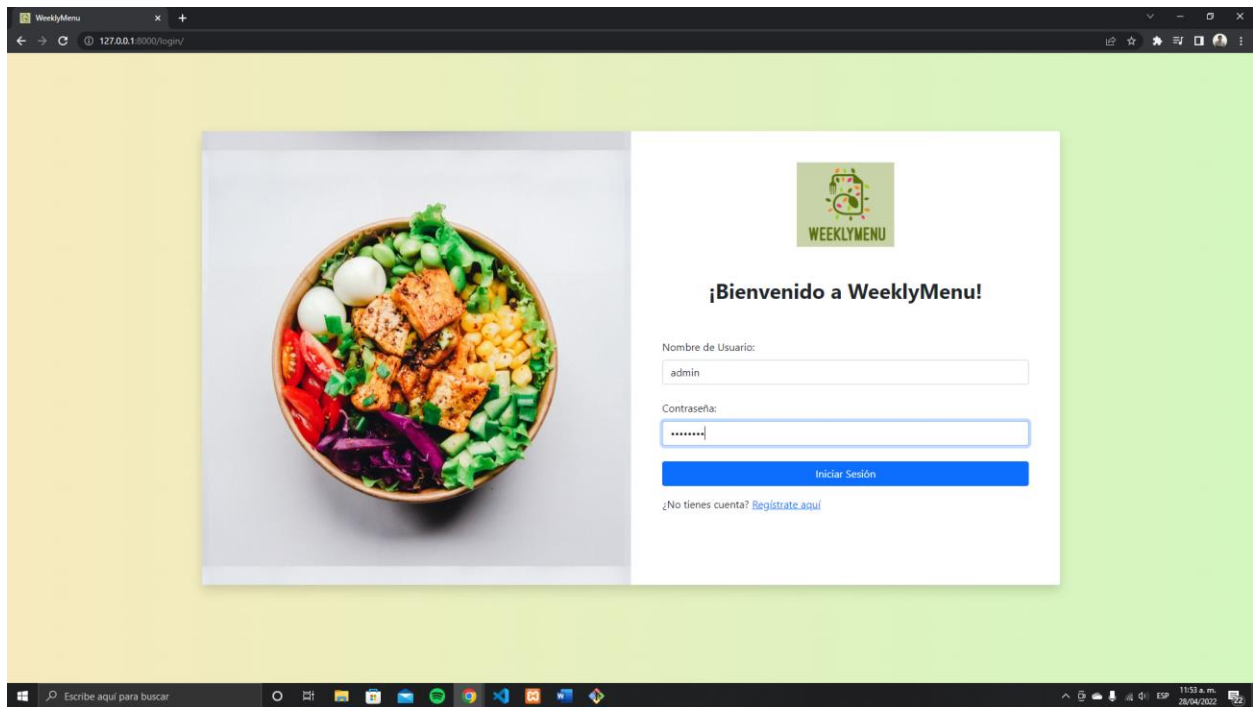 WeeklyMenu
127.0.0.1:8000/login/
WEEKLYMENU
¡Bienvenido a WeeklyMenu!
Nombre de Usuario:
admin
Contraseña:
••••••••
Iniciar Sesión
¿No tienes cuenta? Regístrate aquí
Escribe aquí para buscar
ESP
11:53 a. m.
28/04/2022
22